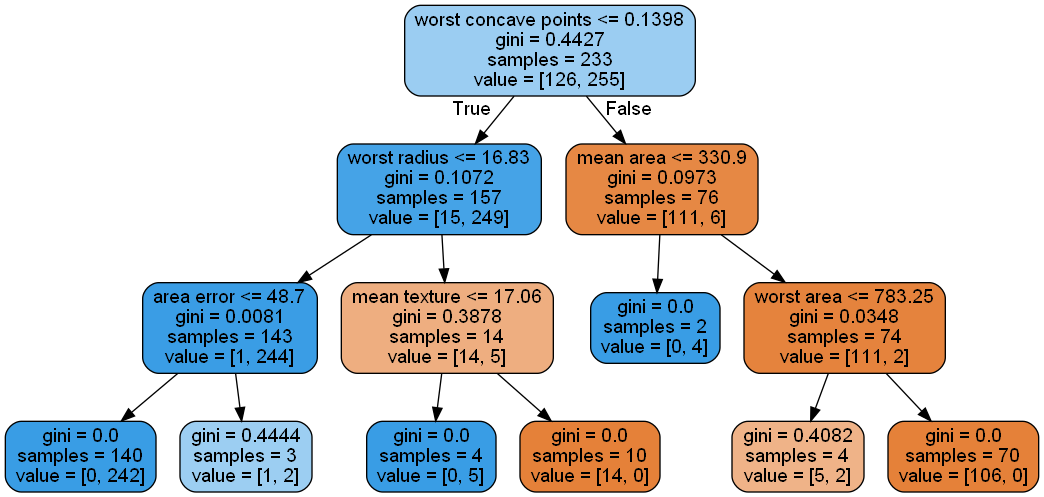 worst concave points <= 0.1398
gini = 0.4427
samples = 233
value = [126, 255]
True
False
worst radius <= 16.83
gini = 0.1072
samples = 157
value = [15, 249]
mean area <= 330.9
gini = 0.0973
samples = 76
value = [111, 6]
area error <= 48.7
gini = 0.0081
samples = 143
value = [1, 244]
mean texture <= 17.06
gini = 0.3878
samples = 14
value = [14, 5]
gini = 0.0
samples = 2
value = [0, 4]
worst area <= 783.25
gini = 0.0348
samples = 74
value = [111, 2]
gini = 0.0
samples = 140
value = [0, 242]
gini = 0.4444
samples = 3
value = [1, 2]
gini = 0.0
samples = 4
value = [0, 5]
gini = 0.0
samples = 10
value = [14, 0]
gini = 0.4082
samples = 4
value = [5, 2]
gini = 0.0
samples = 70
value = [106, 0]